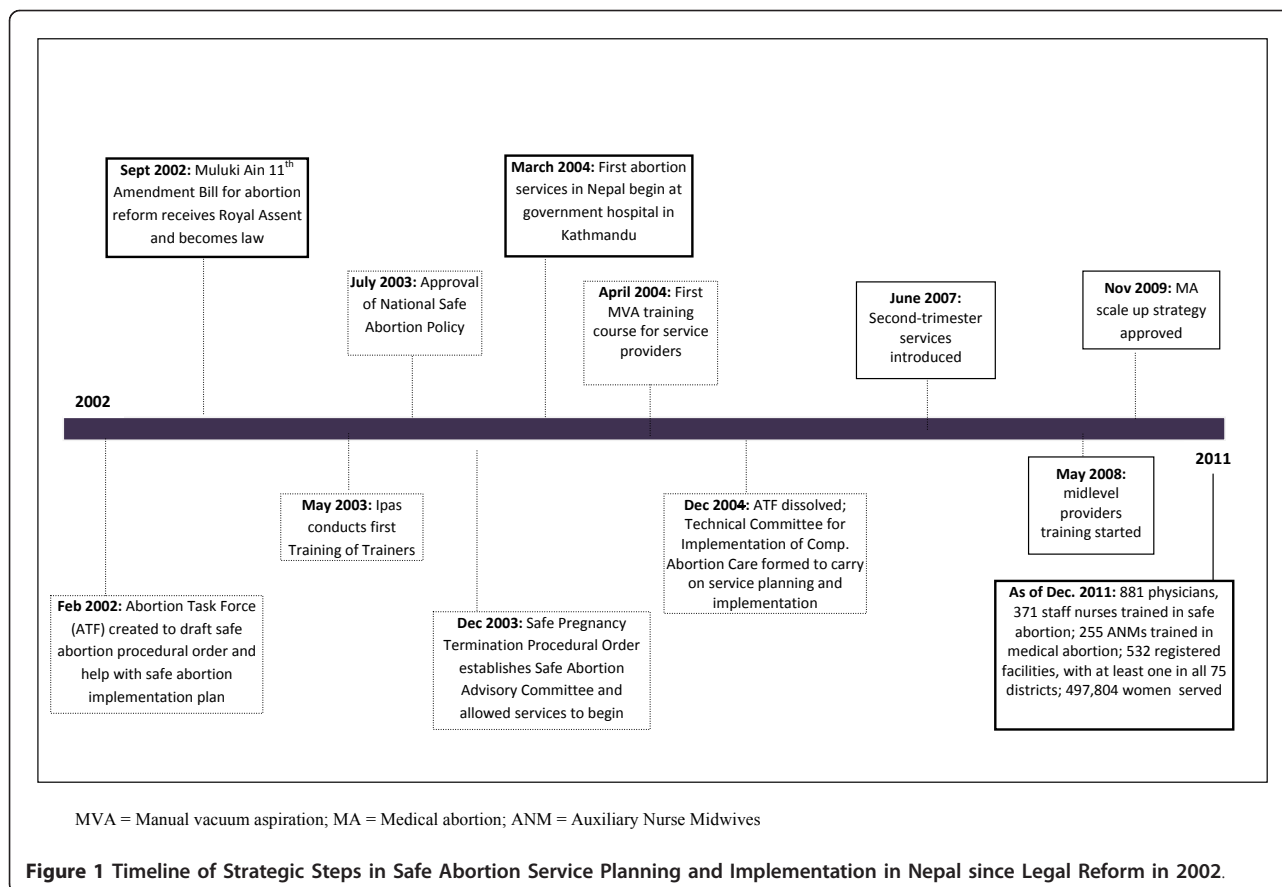 Sept 2002: Muluki Ain 11th
Amendment Bill for abortion
reform receives Royal Assent
and becomes law
March 2004: First abortion
services in Nepal begin at
government hospital in
Kathmandu
July 2003: Approval
of National Safe
Abortion Policy
April 2004: First
MVA training
course for service
providers
June 2007:
Second-trimester
services
introduced
Nov 2009: MA
scale up strategy
approved
2002
2011
Feb 2002: Abortion Task Force
(ATF) created to draft safe
abortion procedural order and
help with safe abortion
implementation plan
May 2003: Ipas
conducts first
Training of Trainers
Dec 2003: Safe Pregnancy
Termination Procedural Order
establishes Safe Abortion
Advisory Committee and
allowed services to begin
Dec 2004: ATF dissolved;
Technical Committee for
Implementation of Comp.
Abortion Care formed to carry
on service planning and
implementation
May 2008:
midlevel
providers
training started
As of Dec. 2011: 881 physicians,
371 staff nurses trained in safe
abortion; 255 ANMs trained in
medical abortion; 532 registered
facilities, with at least one in all 75
districts; 497,804 women served
MVA = Manual vacuum aspiration; MA = Medical abortion; ANM = Auxiliary Nurse Midwives
Figure 1 Timeline of Strategic Steps in Safe Abortion Service Planning and Implementation in Nepal since Legal Reform in 2002.